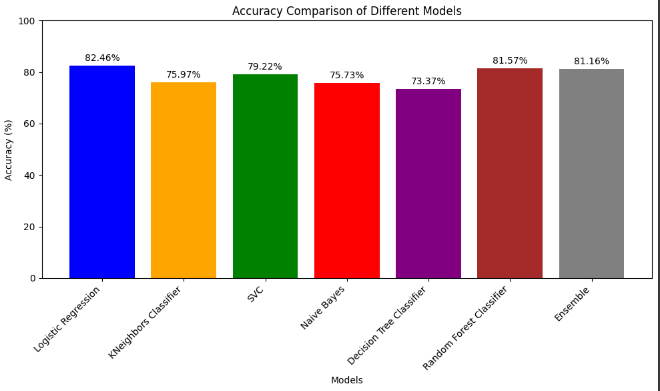 Accuracy Comparison of Different Models
100
80
60
40
20
0
Accuracy (%)
82.46%
75.97%
79.22%
75.73%
73.37%
81.57%
81.16%
Logistic Regression
KNeighbors Classifier
SVC
Naive Bayes
Decision Tree Classifier
Random Forest Classifier
Ensemble
Models